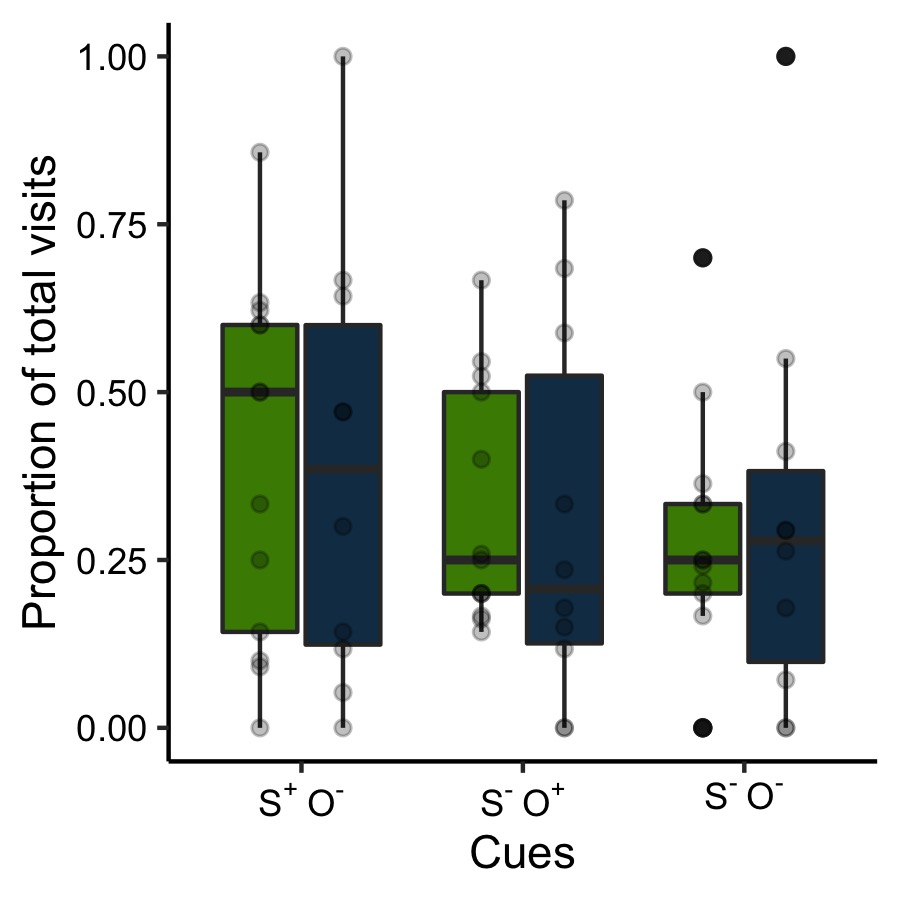 Proportion of total visits
1.00
0.75
0.50
0.25
0.00
S⁺ O⁻
S⁻ O⁺
S⁻ O⁻
Cues